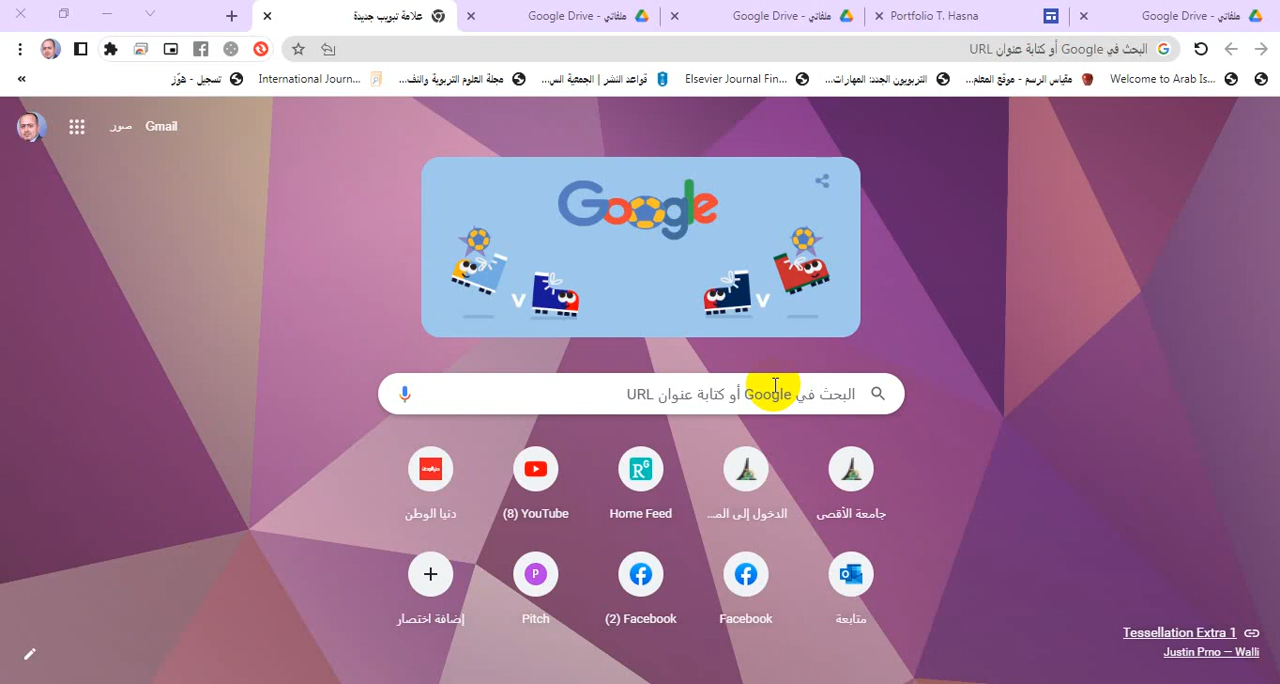 ملفاتي - Google Drive
Portfolio T. Hasna
ملفاتي - Google Drive
ملفاتي - Google Drive
علامة تبويب جديدة
البحث في Google أو كتابة عنوان URL
Welcome to Arab Is...
مقياس الرسم - موقع المعلم...
التربويون الجدد: المهارات...
Elsevier Journal Fin...
قواعد النشر | الجمعية الس...
مجلة العلوم التربوية والنف...
International Journ...
تسجيل - هوّز
»
Gmail
صور
Google
v
v
البحث في Google أو كتابة عنوان URL
جامعة الأقصى
الدخول إلى الم...
Home Feed
(8) YouTube
دنيا الوطن
متابعة
Facebook
(2) Facebook
Pitch
إضافة اختصار
Tessellation Extra 1
Justin Prno — Walli